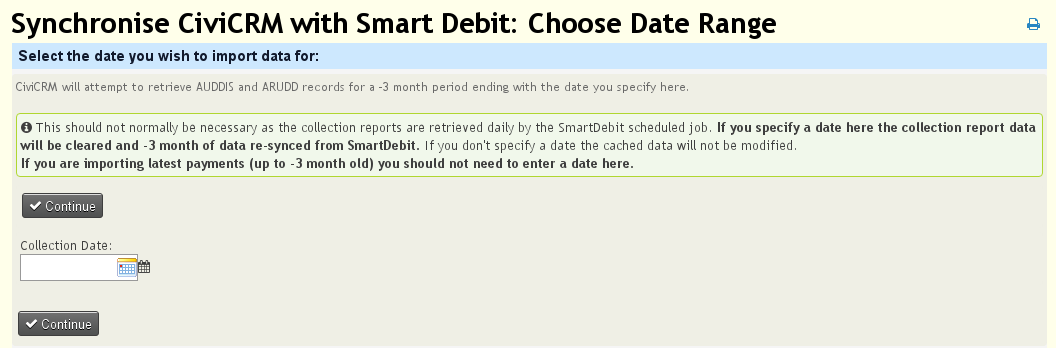 Synchronise CiviCRM with Smart Debit: Choose Date Range
Select the date you wish to import data for:
CiviCRM will attempt to retrieve AUDDIS and ARUDD records for a -3 month period ending with the date you specify here.
This should not normally be necessary as the collection reports are retrieved daily by the SmartDebit scheduled job. If you specify a date here the collection report data
will be cleared and -3 month of data re-synced from SmartDebit. If you don't specify a date the cached data will not be modified.
If you are importing latest payments (up to -3 month old) you should not need to enter a date here.
Continue
Collection Date:
Continue